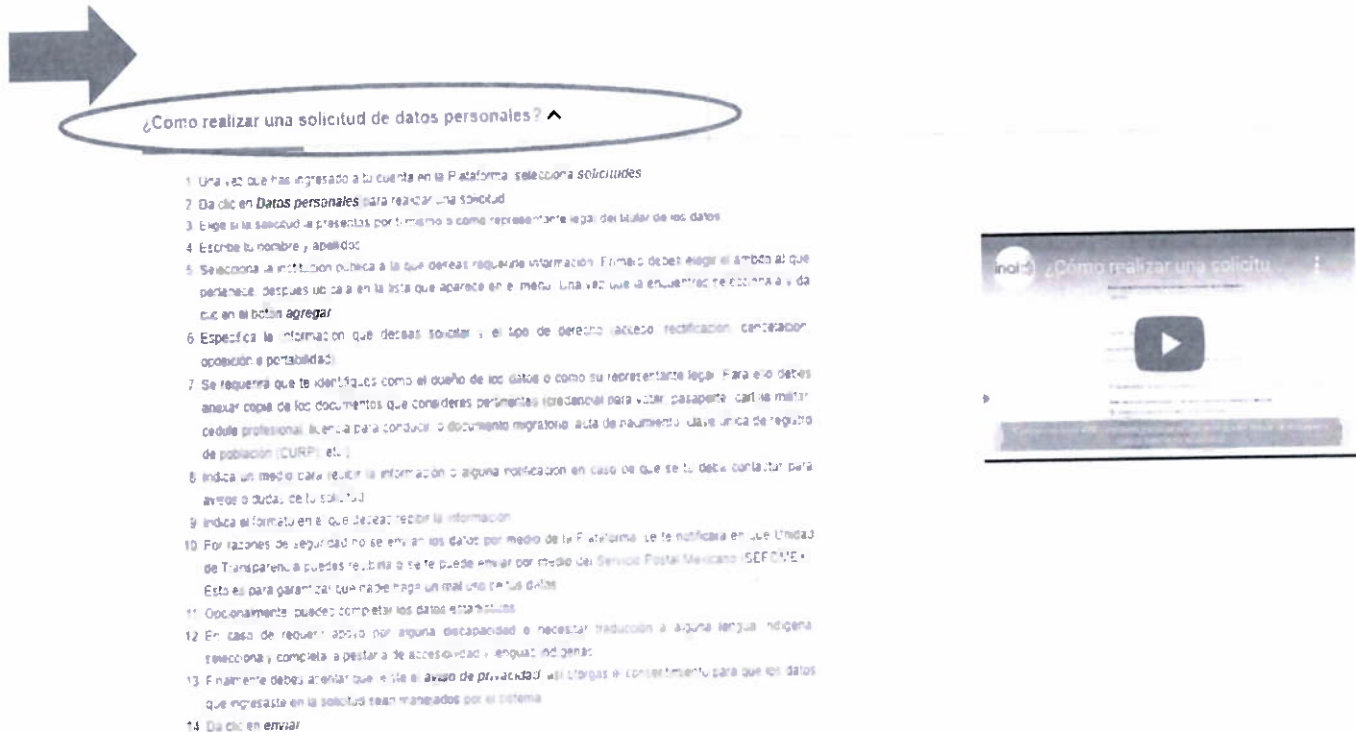 ¿Como realizar una solicitud de datos personales?
1 Una vez que has ingresado a tu cuenta en la Plataforma selecciona solicitudes
2 Da clic en Datos personales para realizar una solicitud
3 Elige si la solicitud la presentas por ti mismo o como representante legal del titular de los datos
4 Escribe tu nombre y apellidos
5 Selecciona la institución pública a la que deseas requerirle información. Primero debes elegir el ámbito al que
pertenece, después ubicala en la lista que aparece en el menú. Una vez que la encuentres selecciónala y da
clic en el botón agregar
6 Especifica la información que deseas solicitar y el tipo de derecho (acceso, rectificación, cancelación,
oposición o portabilidad)
7 Se requerirá que te identifiques como el dueño de los datos o como su representante legal. Para ello debes
anexar copia de los documentos que consideres pertinentes (credencial para votar, pasaporte, cartilla militar,
cedula profesional, licencia para conducir, o documento migratorio, acta de nacimiento, clave única de registro
de población (CURP), etc.)
8 Indica un medio para recibir la información o alguna notificación en caso de que se te deba contactar para
avisos o dudas de tu solicitud
9 Indica el formato en el que deseas recibir la información
10 Por razones de seguridad no se envían los datos por medio de la Plataforma, se te notificará en que Unidad
de Transparencia puedes recibirla o se te puede enviar por medio del Servicio Postal Mexicano (SEPOMEX)
Esto es para garantizar que nadie haga un mal uso de tus datos
11 Opcionalmente, puedes completar los datos estadísticos
12 En caso de requerir apoyo por alguna discapacidad o necesitar traducción a alguna lengua indígena
selecciona y completa la pestaña de accesibilidad y lenguas indígenas
13 Finalmente debes aceptar que leíste el aviso de privacidad, así otorgas el consentimiento para que los datos
que ingresaste en la solicitud sean manejados por el sistema
14 Da clic en enviar
inai
¿Cómo realizar una solicitu